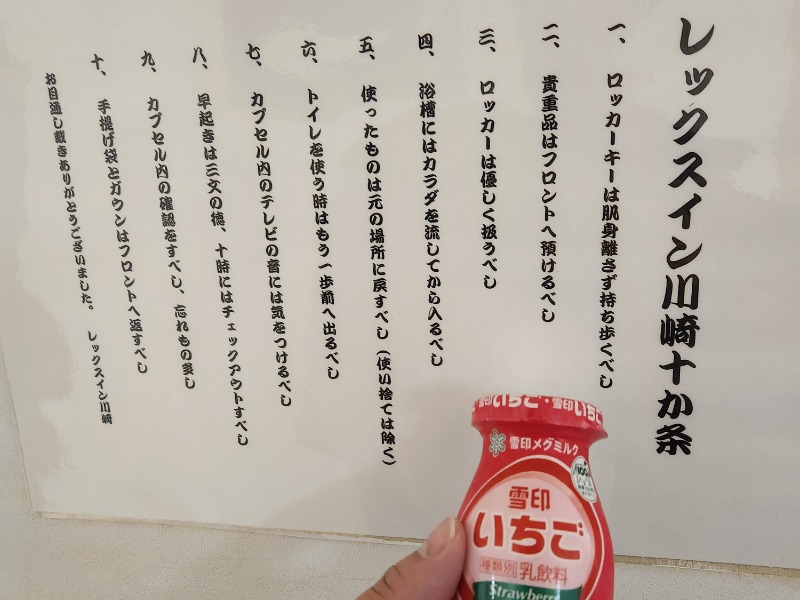 レックスイン川崎十か条
一、ロッカーキーは肌身離さず持ち歩くべし
二、貴重品はフロントへ預けるべし
三、ロッカーは優しく扱うべし
四、浴槽にはカラダを流してから入るべし
五、使ったものは元の場所に戻すべし(使い捨ては除く)
六、トイレを使う時はもう一歩前へ出るべし
七、カプセル内のテレビの音には気をつけるべし
八、早起きは三文の徳、十時にはチェックアウトすべし
九、カプセル内の確認をすべし、忘れもの多し
十、手提げ袋とガウンはフロントへ返すべし
お目通し戴きありがとうございました。 レックスイン川崎
いちご・雪印いちご
雪印メグミルク
雪印
いちご
種類別 乳飲料
Strawberry